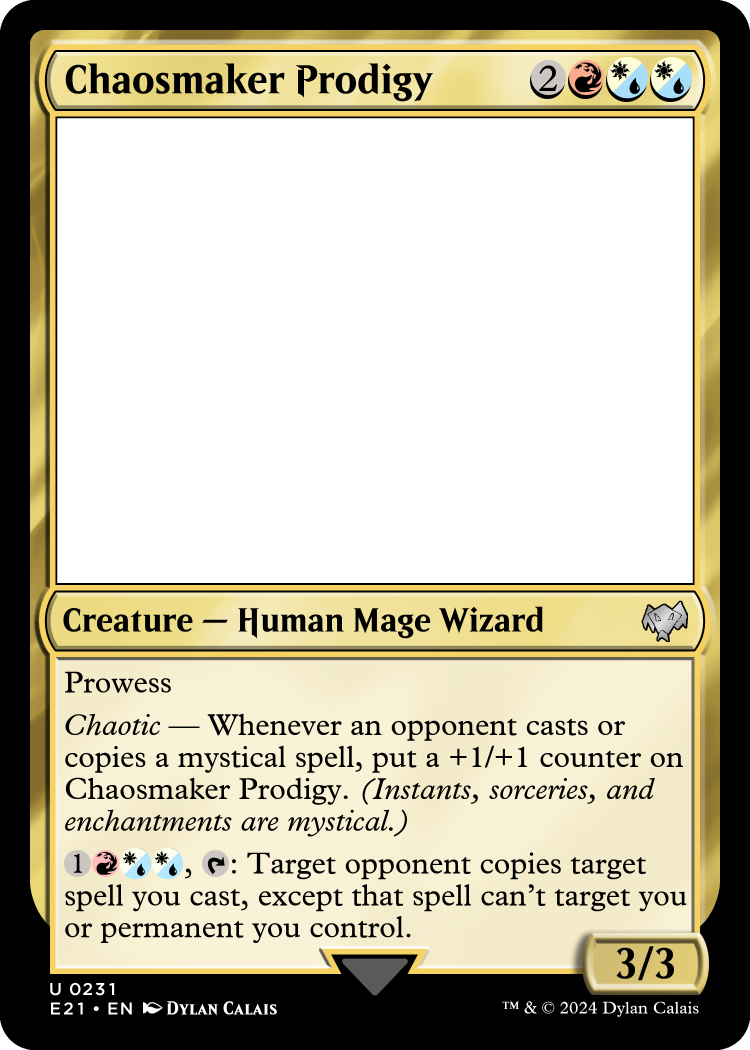 Chaosmaker Prodigy 2
Creature — Human Mage Wizard
Prowess
Chaotic — Whenever an opponent casts or
copies a mystical spell, put a +1/+1 counter on
Chaosmaker Prodigy. (Instants, sorceries, and
enchantments are mystical.)
1, : Target opponent copies target
spell you cast, except that spell can't target you
or permanent you control.
3/3
U 0231
E21 • EN Dylan Calais
™ & © 2024 Dylan Calais